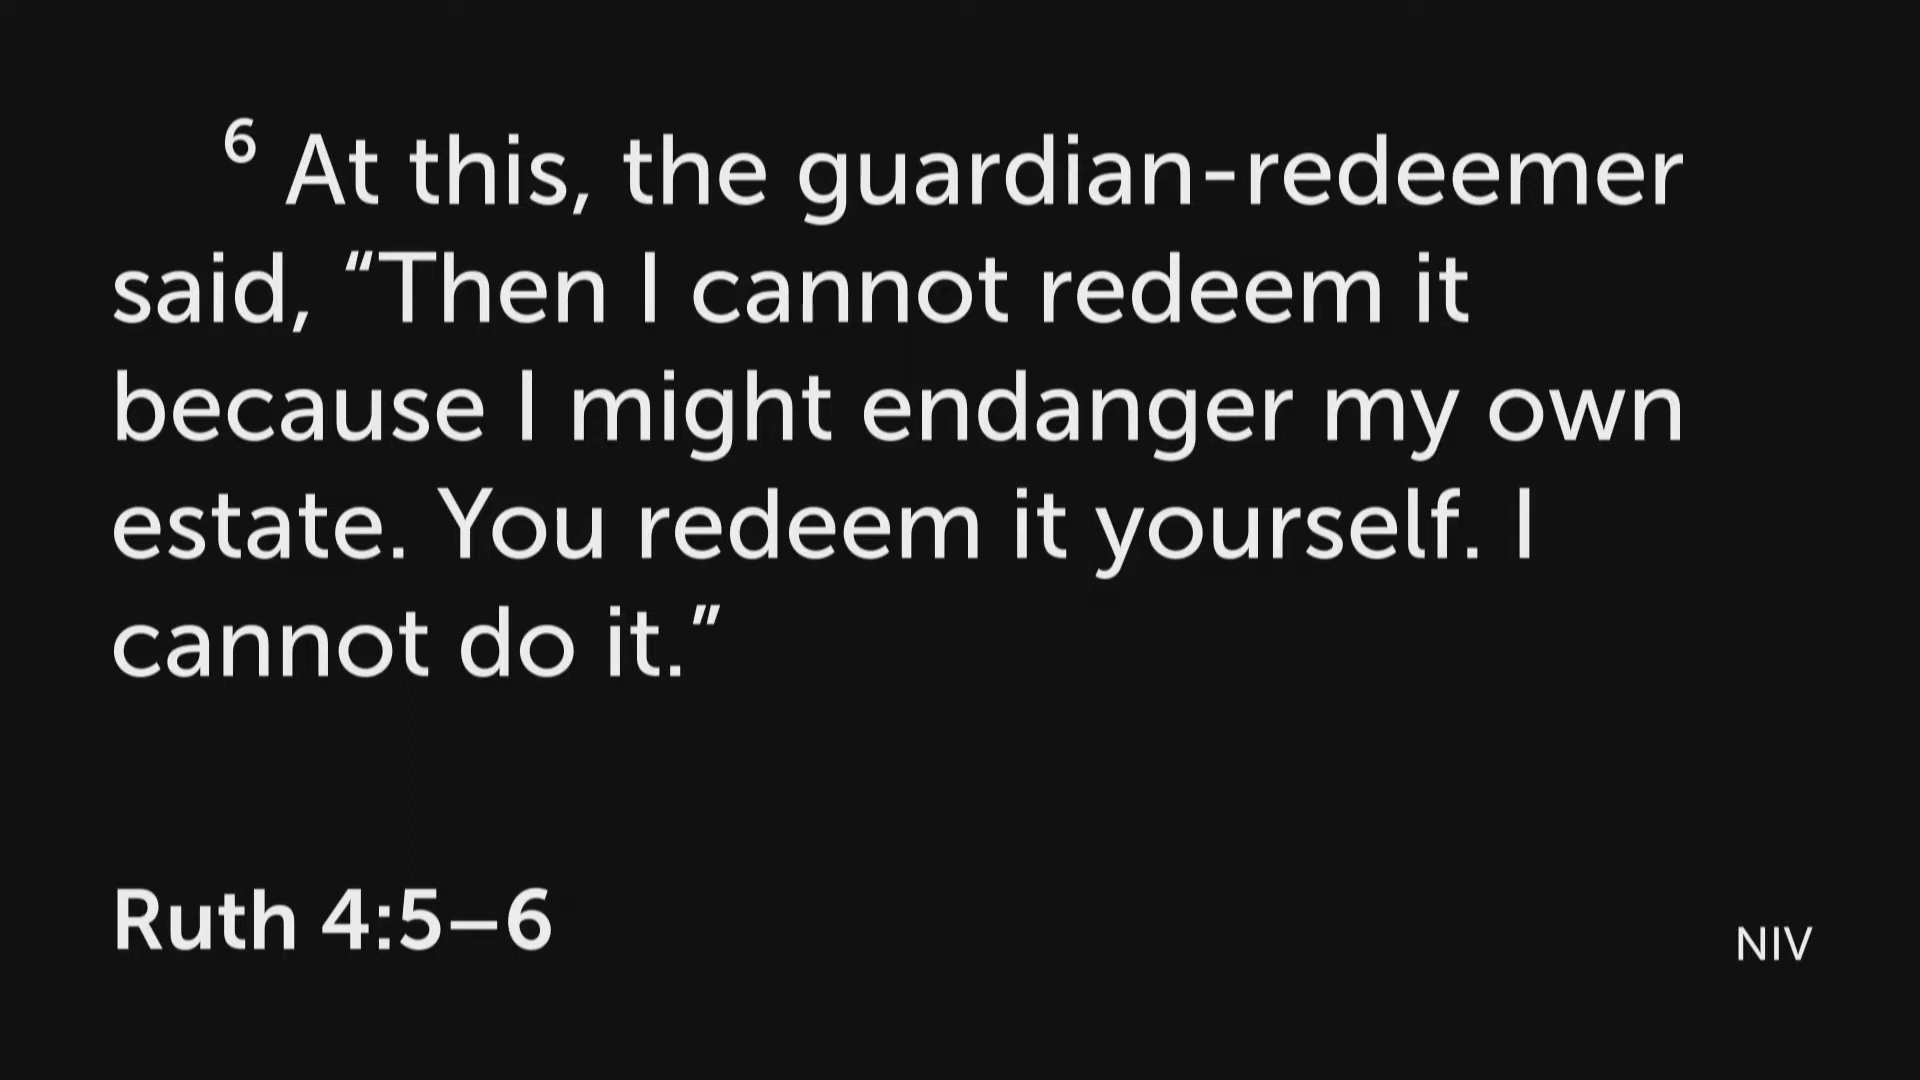 6 At this, the guardian-redeemer
said, “Then I cannot redeem it
because I might endanger my own
estate. You redeem it yourself. I
cannot do it.”
Ruth 4:5–6
NIV